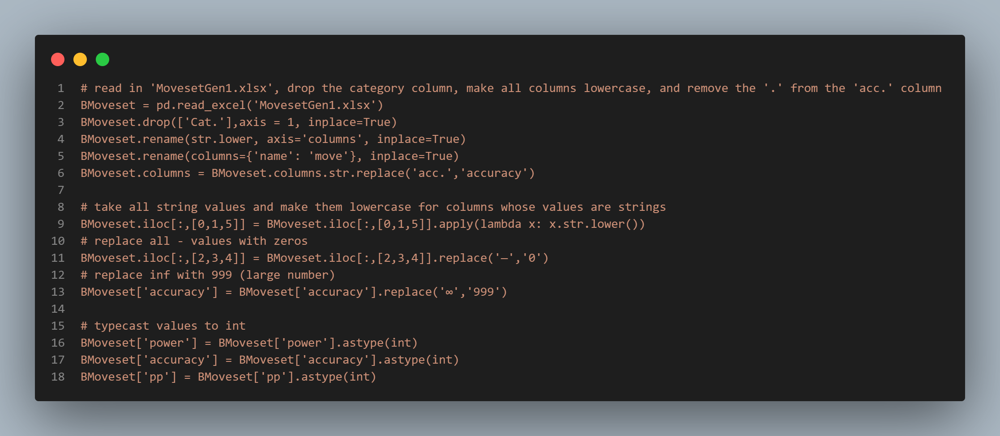 1 # read in 'MovesetGen1.xlsx', drop the category column, make all columns lowercase, and remove the '.' from the 'acc.' column
2 BMoveset = pd.read_excel('MovesetGen1.xlsx')
3 BMoveset.drop(['Cat.'],axis = 1, inplace=True)
4 BMoveset.rename(str.lower, axis='columns', inplace=True)
5 BMoveset.rename(columns={'name': 'move'}, inplace=True)
6 BMoveset.columns = BMoveset.columns.str.replace('acc.','accuracy')
7
8 # take all string values and make them lowercase for columns whose values are strings
9 BMoveset.iloc[:,[0,1,5]] = BMoveset.iloc[:,[0,1,5]].apply(lambda x: x.str.lower())
10 # replace all - values with zeros
11 BMoveset.iloc[:,[2,3,4]] = BMoveset.iloc[:,[2,3,4]].replace('—','0')
12 # replace inf with 999 (large number)
13 BMoveset['accuracy'] = BMoveset['accuracy'].replace('∞','999')
14
15 # typecast values to int
16 BMoveset['power'] = BMoveset['power'].astype(int)
17 BMoveset['accuracy'] = BMoveset['accuracy'].astype(int)
18 BMoveset['pp'] = BMoveset['pp'].astype(int)